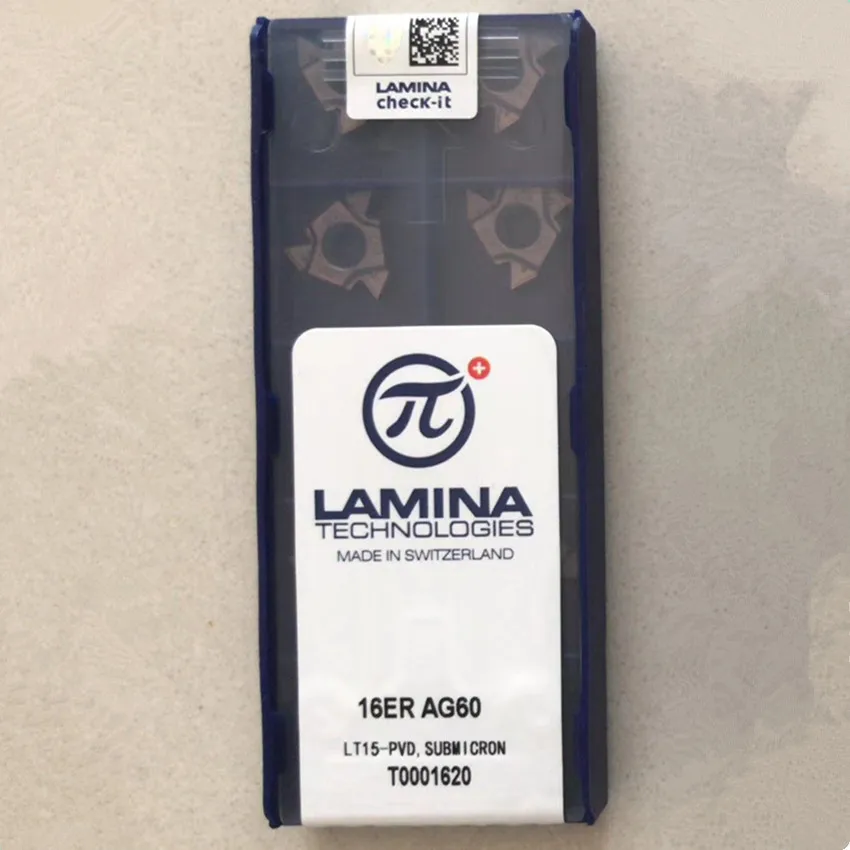 LAMINA
check-it
π
LAMINA
TECHNOLOGIES
MADE IN SWITZERLAND
16ER AG60
LT15-PVD, SUBMICRON
T0001620